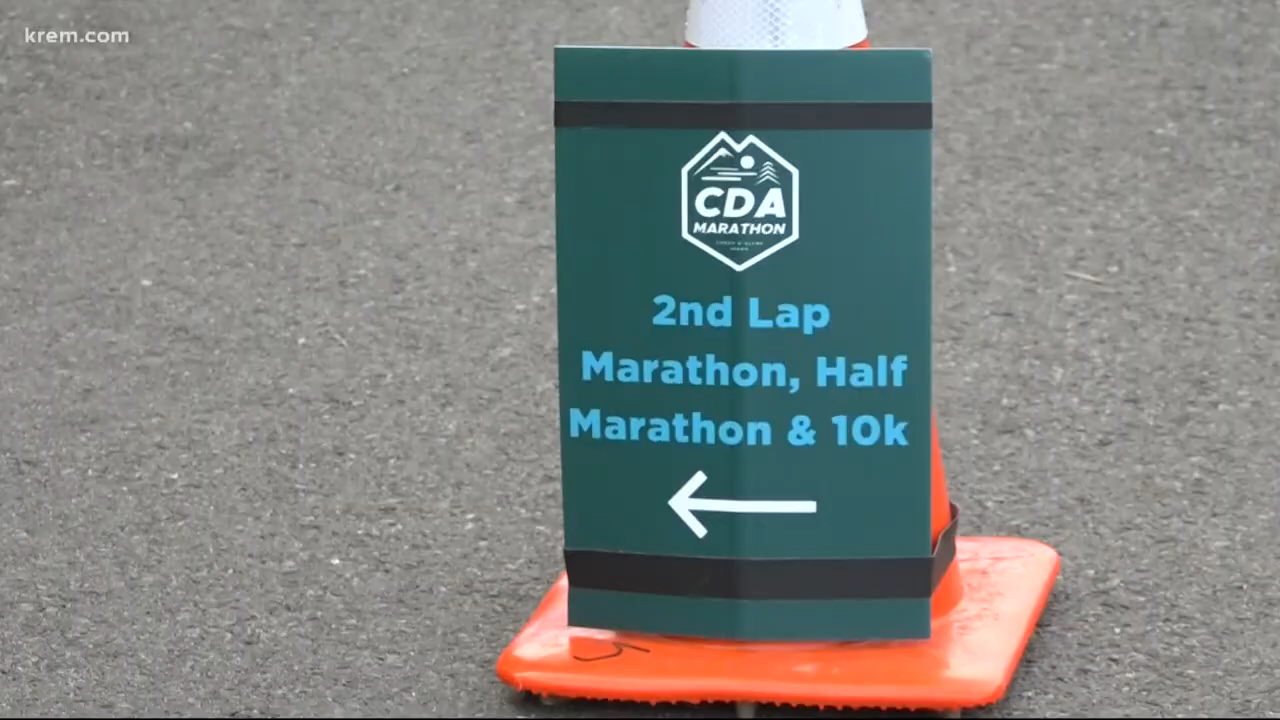 krem.com
CDA
MARATHON
2nd Lap
Marathon, Half
Marathon & 10k